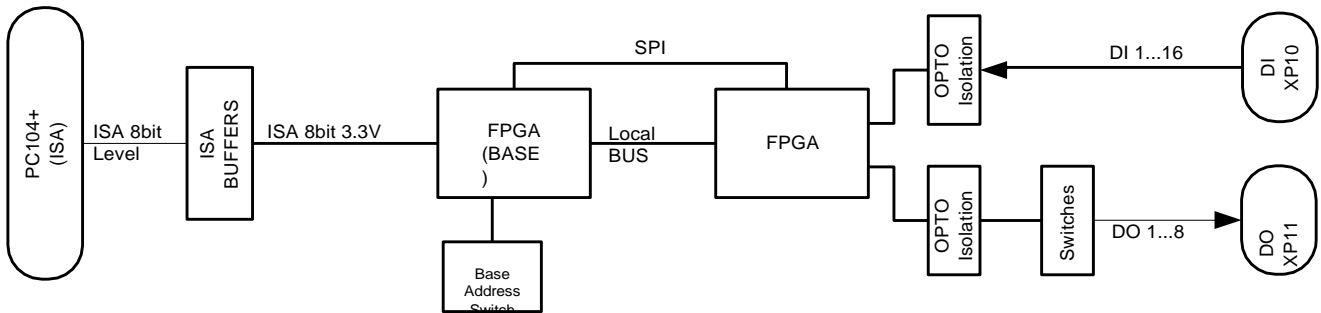 PC104+
(ISA)
ISA 8bit
Level
ISA
BUFFERS
ISA 8bit 3.3V
SPI
FPGA
(BASE
)
Base
Address
Switch
Local
BUS
FPGA
OPTO
Isolation
DI 1...16
DI
XP10
OPTO
Isolation
Switches
DO 1...8
DO
XP11